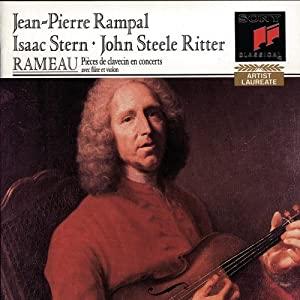 Jean-Pierre Rampal
Isaac Stern · John Steele Ritter
RAMEAU Pièces de clavecin en concerts
avec flûte et violon
SONY
CLASSICAL
ARTIST
LAUREATE